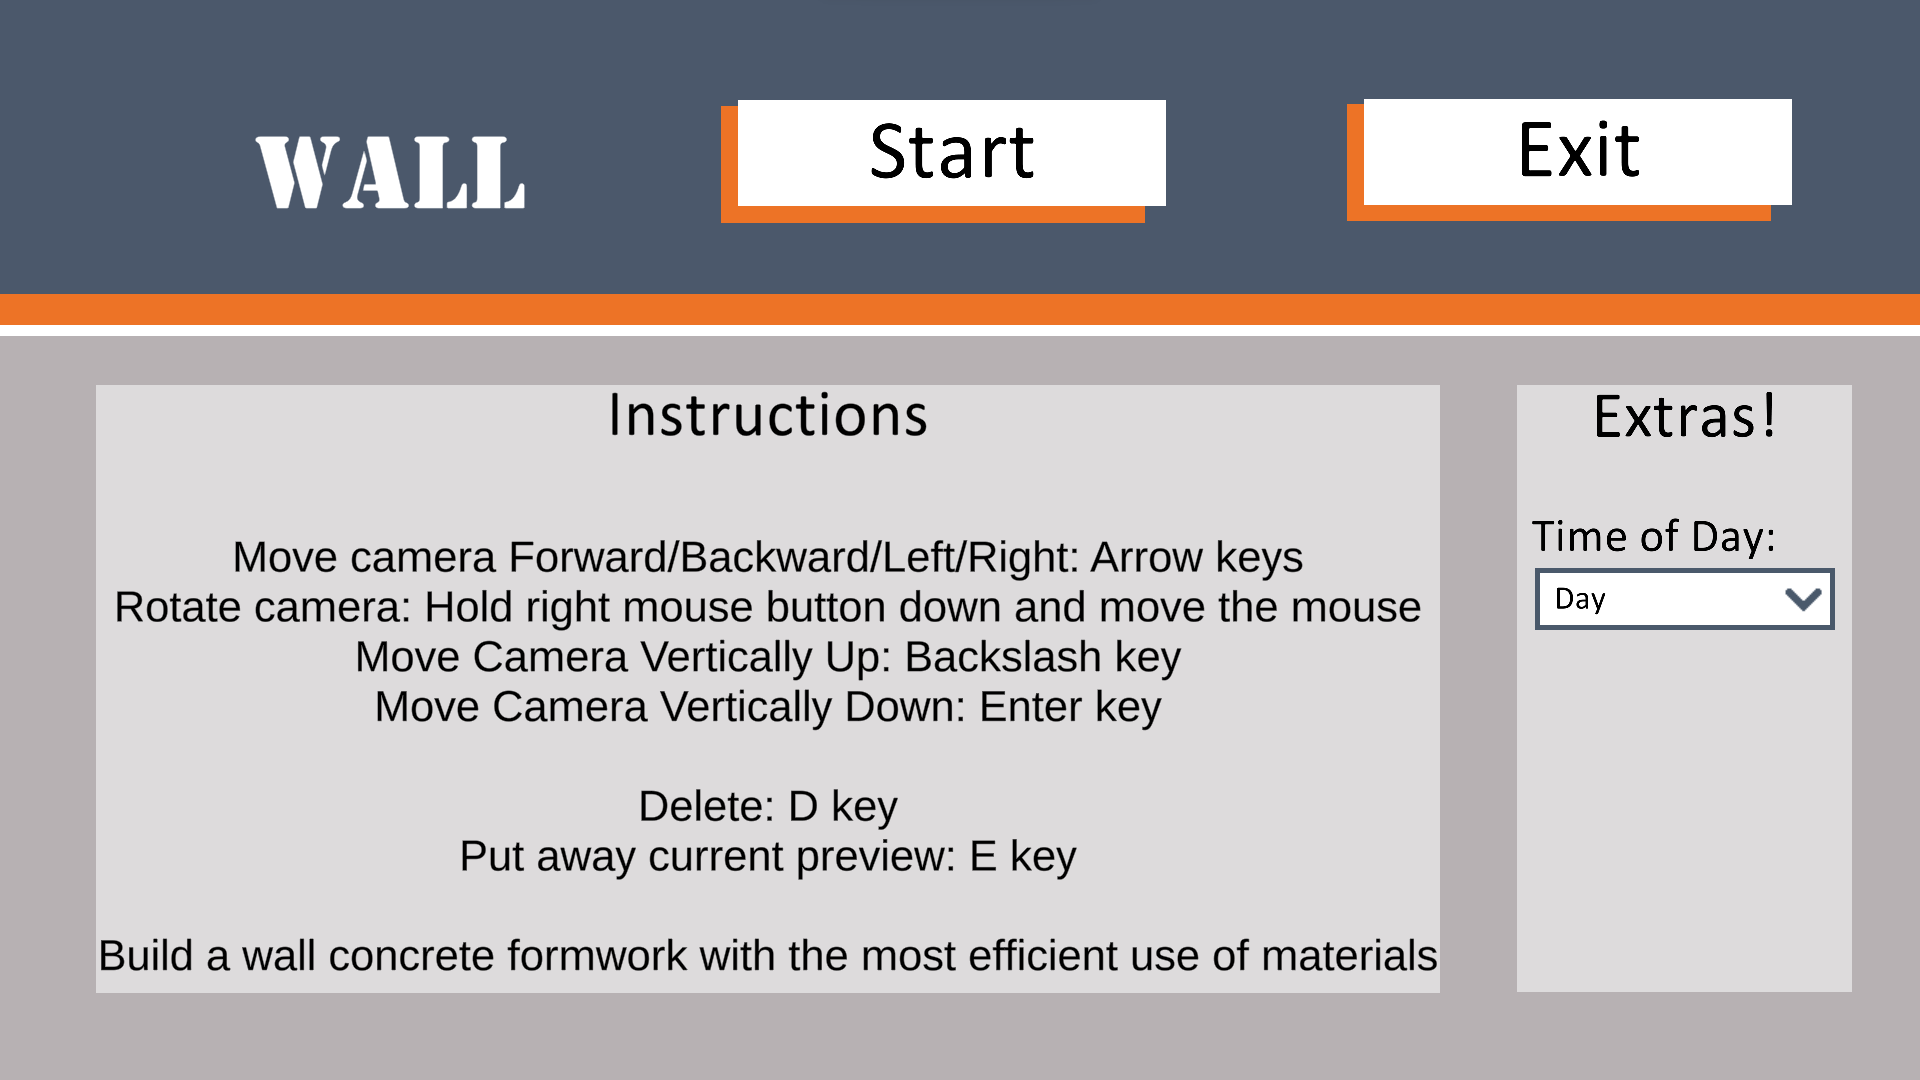 WALL
Start
Exit
Instructions
Move camera Forward/Backward/Left/Right: Arrow keys
Rotate camera: Hold right mouse button down and move the mouse
Move Camera Vertically Up: Backslash key
Move Camera Vertically Down: Enter key
Delete: D key
Put away current preview: E key
Build a wall concrete formwork with the most efficient use of materials
Extras!
Time of Day:
Day